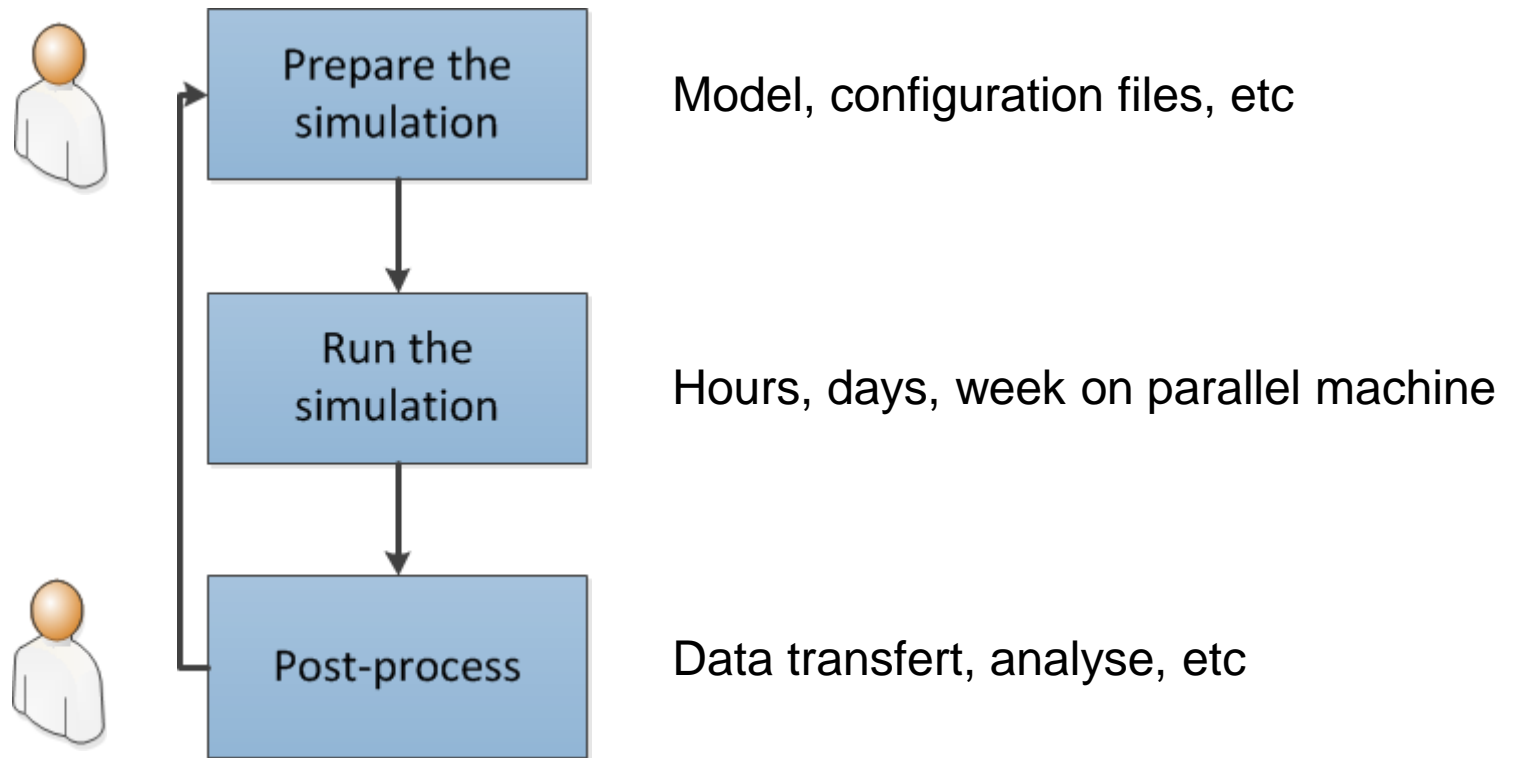 Prepare the
simulation
Model, configuration files, etc
Run the
simulation
Hours, days, week on parallel machine
Post-process
Data transfert, analyse, etc